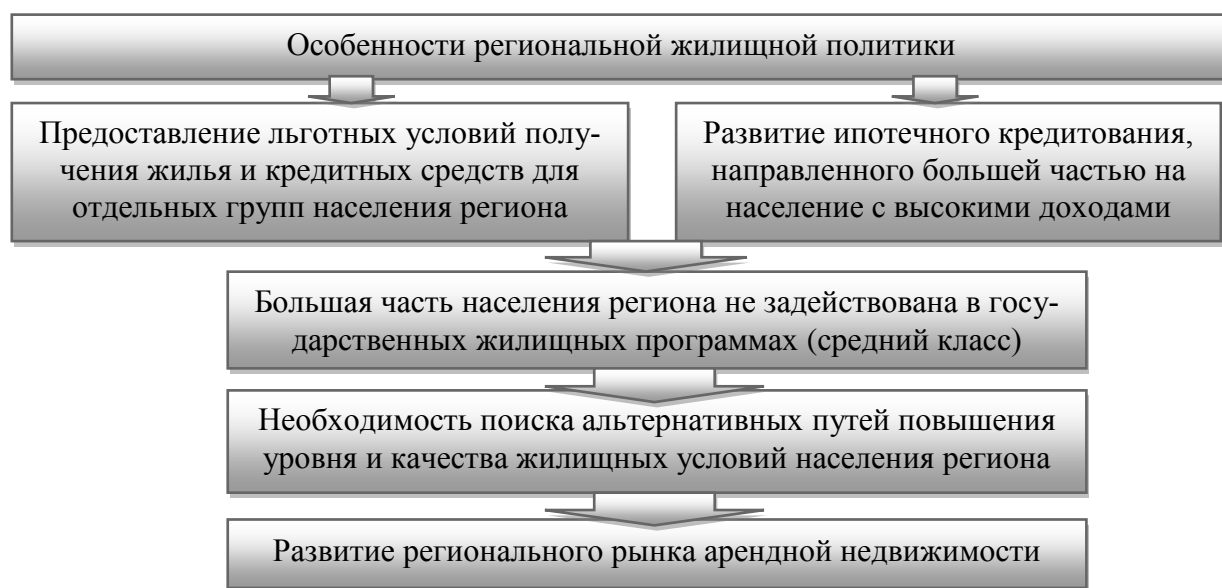 Особенности региональной жилищной политики
Предоставление льготных условий полу-
чения жилья и кредитных средств для
отдельных групп населения региона
Развитие ипотечного кредитования,
направленного большей частью на
население с высокими доходами
Большая часть населения региона не задействована в госу-
дарственных жилищных программах (средний класс)
Необходимость поиска альтернативных путей повышения
уровня и качества жилищных условий населения региона
Развитие регионального рынка арендной недвижимости